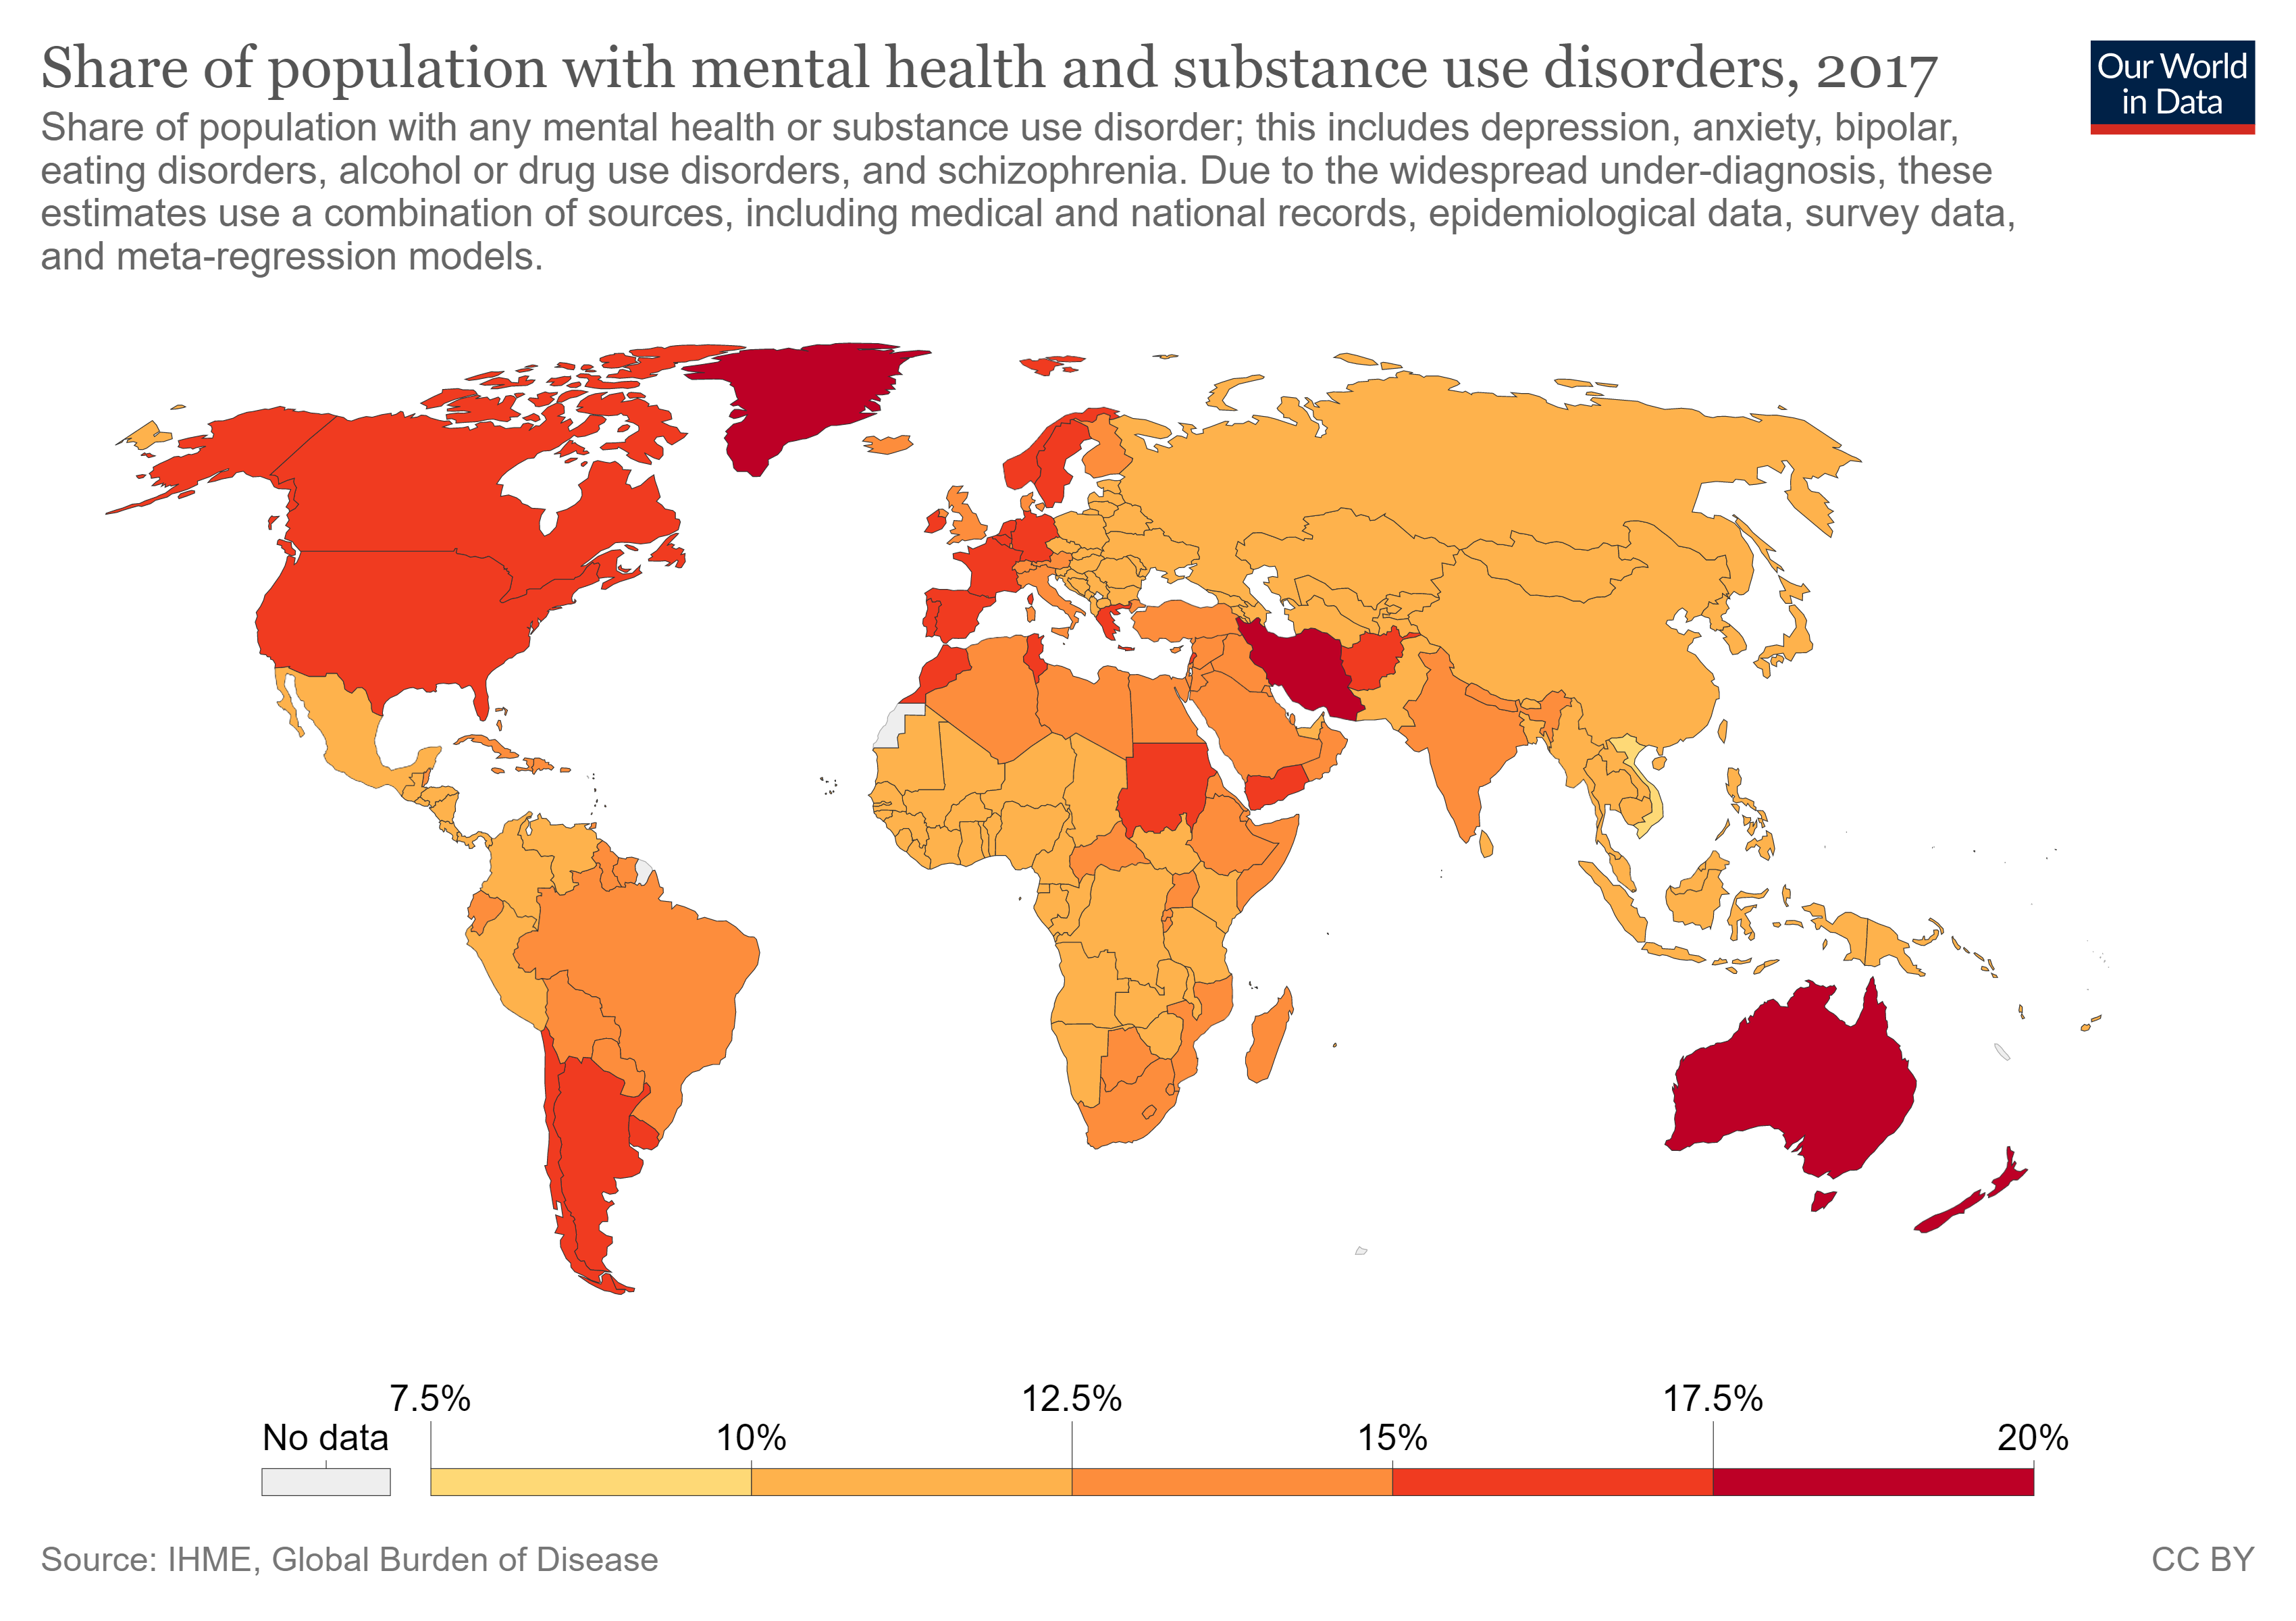 Share of population with mental health and substance use disorders, 2017
Our World
in Data
Share of population with any mental health or substance use disorder; this includes depression, anxiety, bipolar,
eating disorders, alcohol or drug use disorders, and schizophrenia. Due to the widespread under-diagnosis, these
estimates use a combination of sources, including medical and national records, epidemiological data, survey data,
and meta-regression models.
7.5% 12.5% 17.5%
No data 10% 15% 20%
Source: IHME, Global Burden of Disease
CC BY